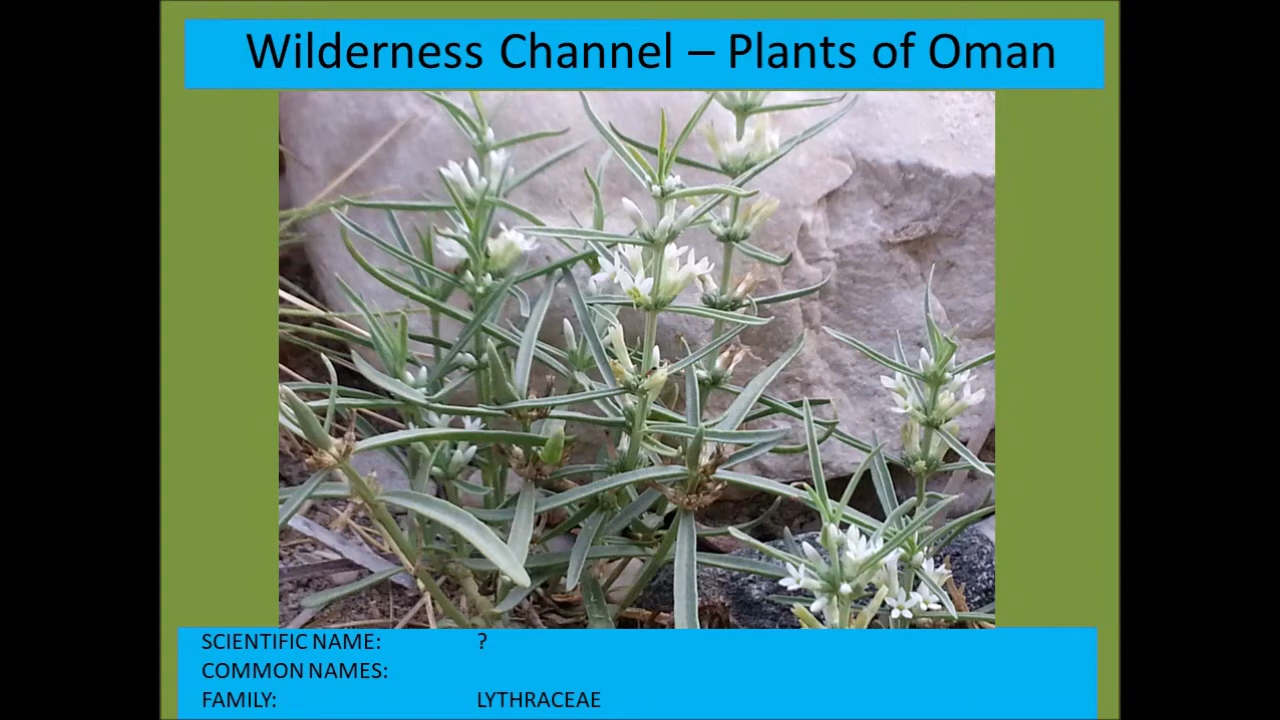 Wilderness Channel – Plants of Oman
SCIENTIFIC NAME: ?
COMMON NAMES:
FAMILY: LYTHRACEAE